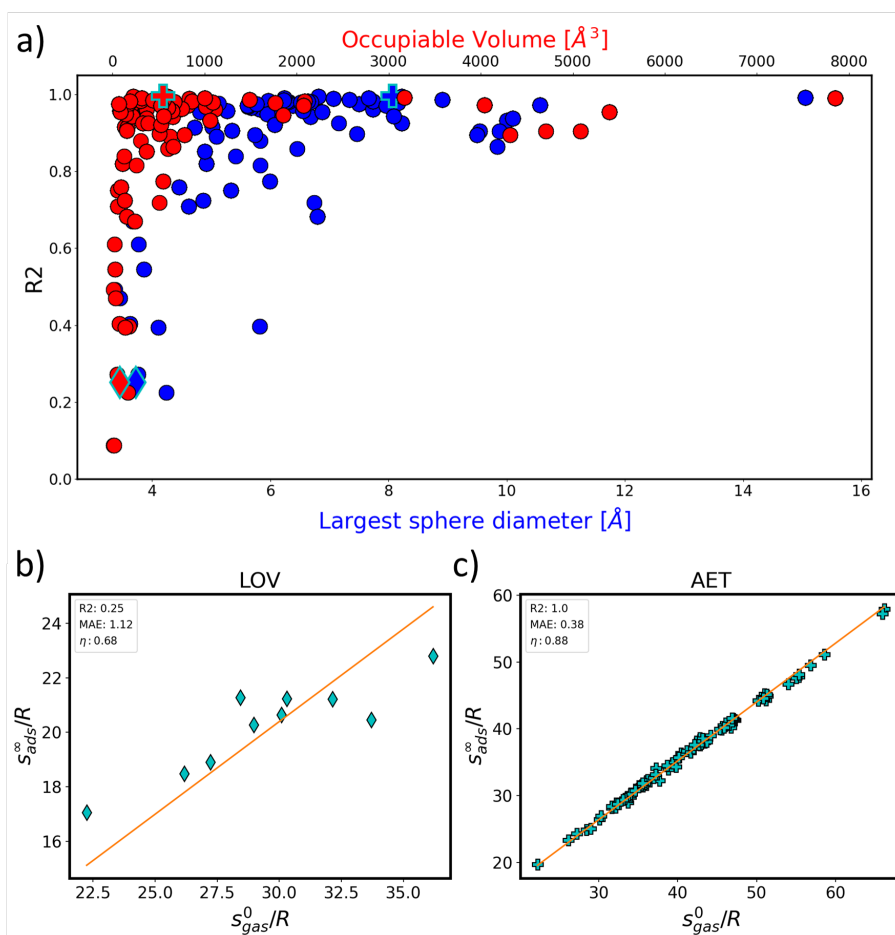 a)
Occupiable Volume [Å³]
0 1000 2000 3000 4000 5000 6000 7000 8000
1.0
0.8
0.6
0.4
0.2
0.0
R2
4 6 8 10 12 14 16
Largest sphere diameter [Å]
b)
LOV
R2: 0.25
MAE: 1.12
η: 0.68
24
22
20
18
16
s∞ads/R
22.5 25.0 27.5 30.0 32.5 35.0
s0gas/R
c)
AET
R2: 1.0
MAE: 0.38
η: 0.88
60
50
40
30
20
s∞ads/R
30 40 50 60
s0gas/R